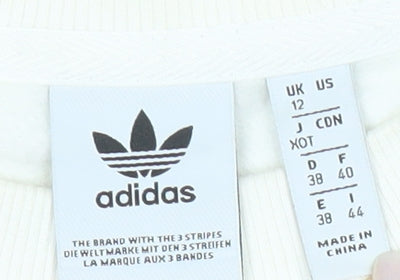 adidas
THE BRAND WITH THE 3 STRIPES
DIE WELTMARKE MIT DEN 3 STREIFEN
LA MARQUE AUX 3 BANDES
UK US
12
J CDN
XOT
D F
38 40
E I
38 44
MADE IN
CHINA